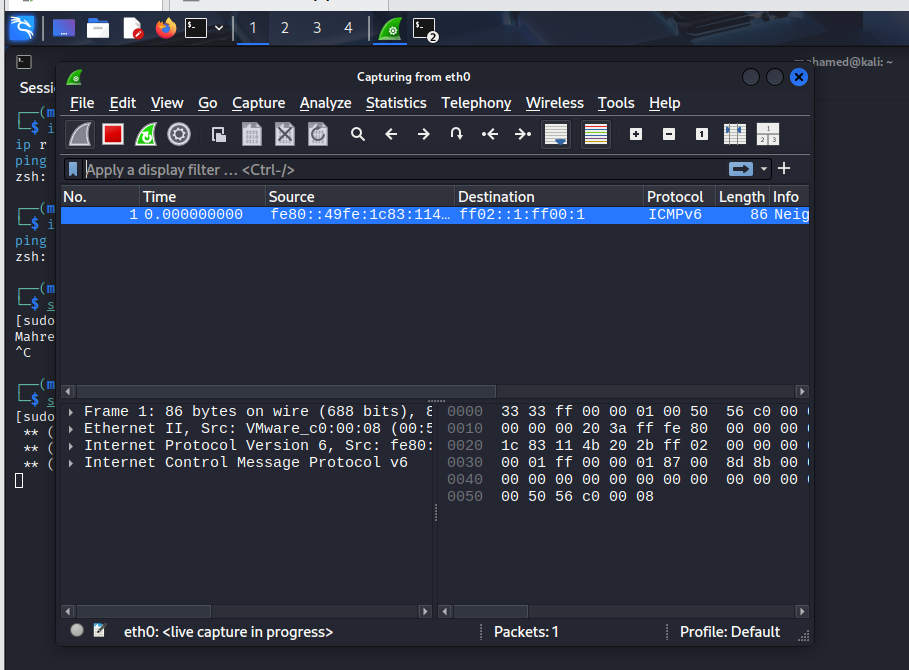 1 2 3 4 2
mohamed@kali: ~
Capturing from eth0
Sessi
File Edit View Go Capture Analyze Statistics Telephony Wireless Tools Help
Apply a display filter … <Ctrl-/>
No. Time Source Destination Protocol Length Info
1 0.000000000 fe80::49fe:1c83:114… ff02::1:ff00:1 ICMPv6 86 Neig
┌──(m
└─$ i
ip r
ping
zsh:
┌──(m
└─$ i
ping
zsh:
┌──(m
└─$ s
[sudo
Mahre
^C
┌──(m
└─$ s
[sudo
** (
** (
** (
Frame 1: 86 bytes on wire (688 bits), 8
Ethernet II, Src: VMware_c0:00:08 (00:5
Internet Protocol Version 6, Src: fe80:
Internet Control Message Protocol v6
0000 33 33 ff 00 00 01 00 50 56 c0 00
0010 00 00 00 20 3a ff fe 80 00 00 00
0020 1c 83 11 4b 20 2b ff 02 00 00 00
0030 00 01 ff 00 00 01 87 00 8d 8b 00
0040 00 00 00 00 00 00 00 00 00 00 00
0050 00 50 56 c0 00 08
eth0: <live capture in progress> Packets: 1 Profile: Default